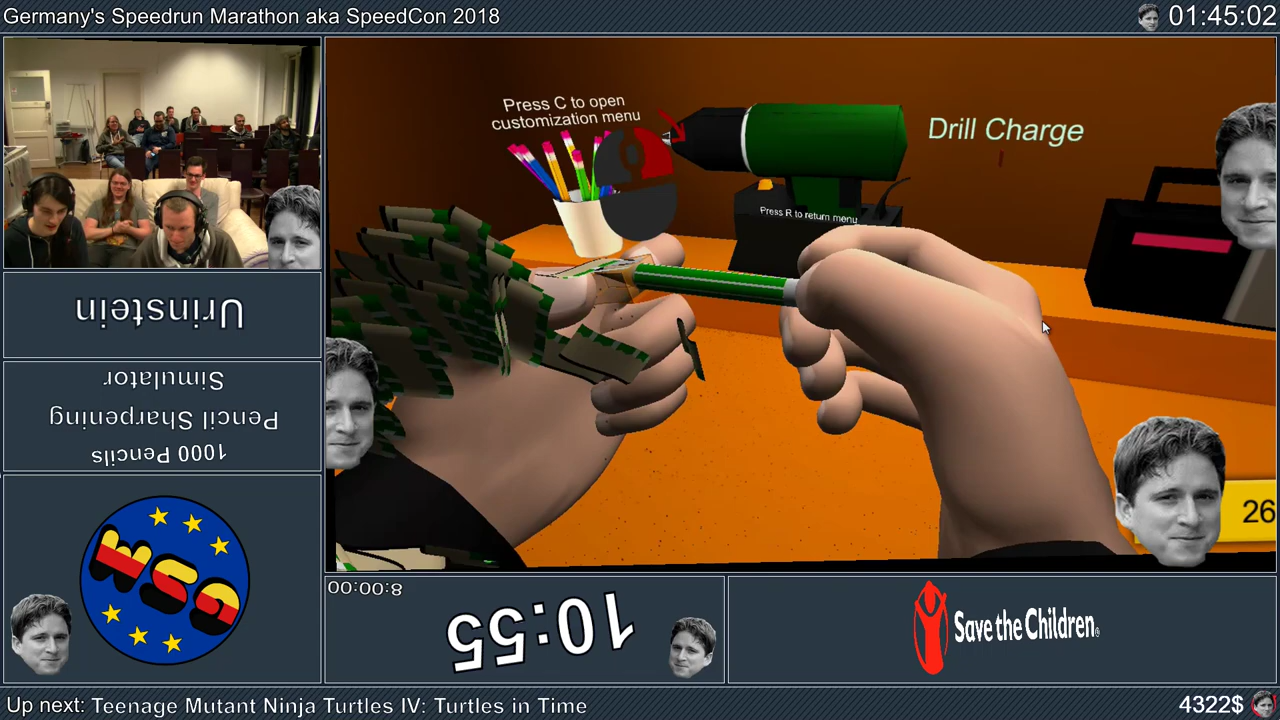 Germany's Speedrun Marathon aka SpeedCon 2018
01:45:02
Press C to open
customization menu
Drill Charge
Press R to return menu
Urinstein
1000 Pencils
Pencil Sharpening
Simulator
26
GSM
8:00:00
10:55
Save the Children®
Up next: Teenage Mutant Ninja Turtles IV: Turtles in Time
4322$